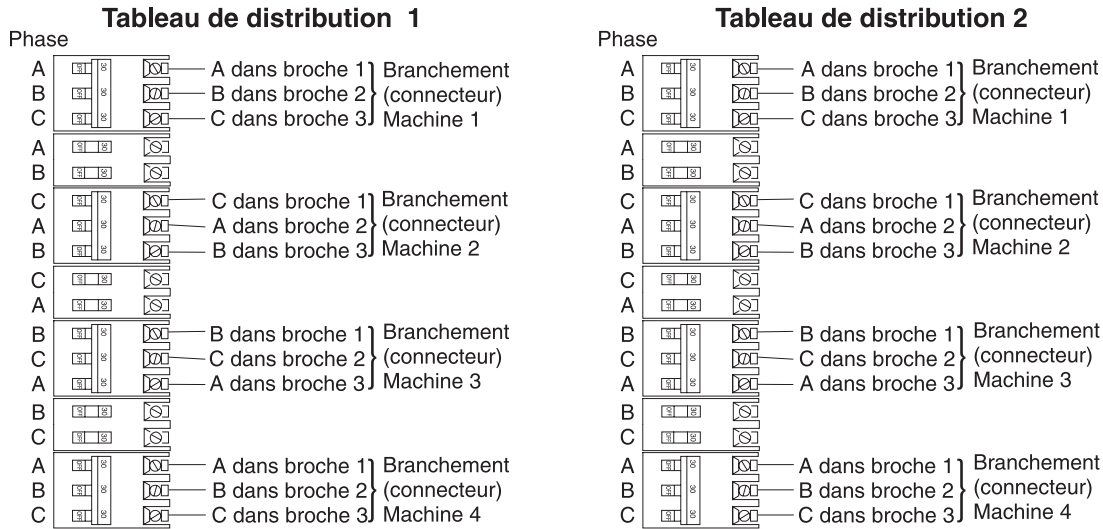 Tableau de distribution 1
Phase
A A dans broche 1 Branchement
B B dans broche 2 (connecteur)
C C dans broche 3 Machine 1
A
B
C C dans broche 1 Branchement
A A dans broche 2 (connecteur)
B B dans broche 3 Machine 2
C
A
B B dans broche 1 Branchement
C C dans broche 2 (connecteur)
A A dans broche 3 Machine 3
B
C
A A dans broche 1 Branchement
B B dans broche 2 (connecteur)
C C dans broche 3 Machine 4
Tableau de distribution 2
Phase
A A dans broche 1 Branchement
B B dans broche 2 (connecteur)
C C dans broche 3 Machine 1
A
B
C C dans broche 1 Branchement
A A dans broche 2 (connecteur)
B B dans broche 3 Machine 2
C
A
B B dans broche 1 Branchement
C C dans broche 2 (connecteur)
A A dans broche 3 Machine 3
B
C
A A dans broche 1 Branchement
B B dans broche 2 (connecteur)
C C dans broche 3 Machine 4